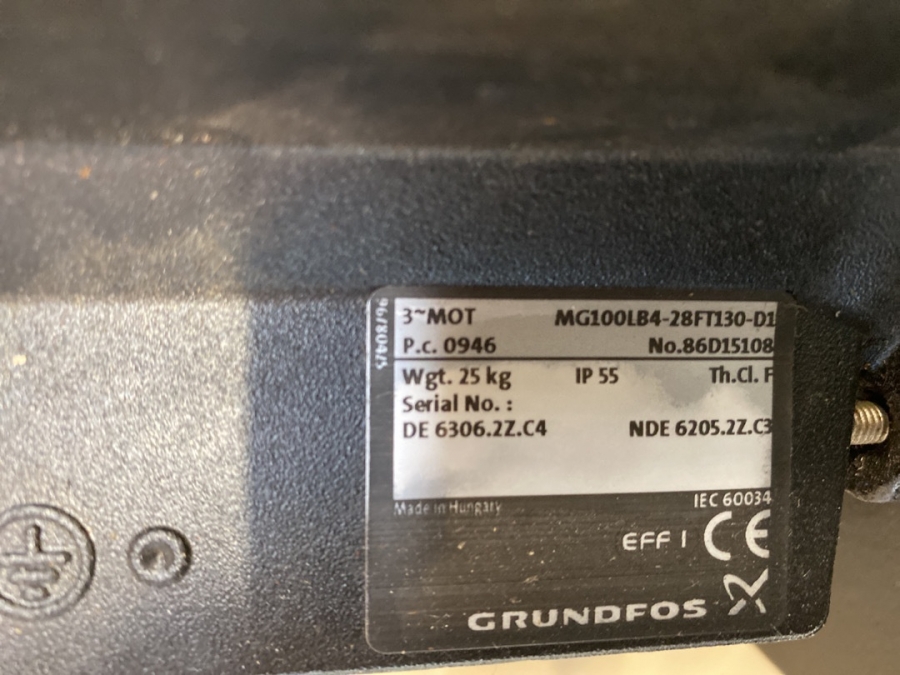 3~MOT MG100LB4-28FT130-D1
P.c. 0946 No.86D15108
Wgt. 25 kg IP 55 Th.Cl. F
Serial No. :
DE 6306.2Z.C4 NDE 6205.2Z.C3
Made in Hungary IEC 60034
EFF 1 CE
GRUNDFOS